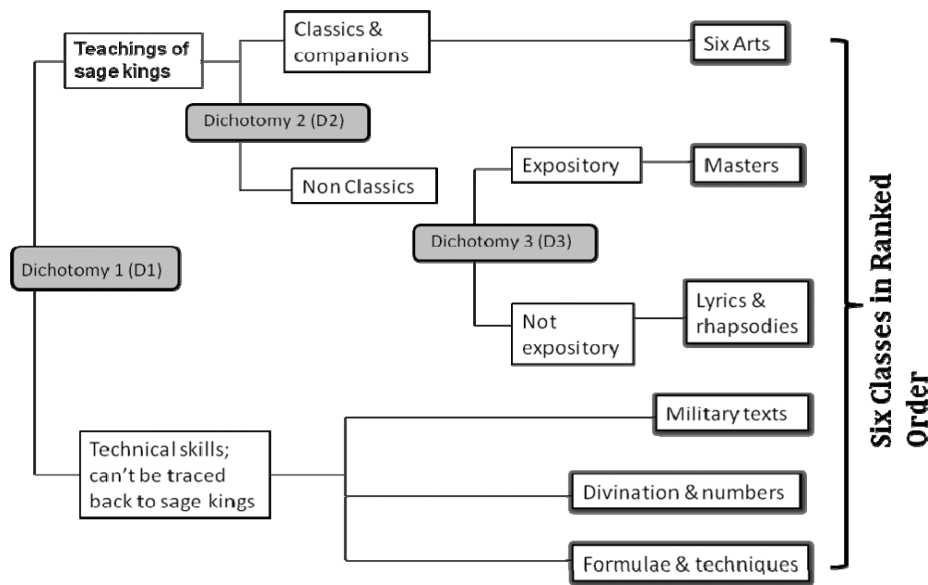 Teachings of
sage kings
Classics &
companions
Six Arts
Dichotomy 2 (D2)
Non Classics
Expository
Masters
Dichotomy 3 (D3)
Dichotomy 1 (D1)
Not
expository
Lyrics &
rhapsodies
Technical skills;
can't be traced
back to sage kings
Military texts
Divination & numbers
Formulae & techniques
Six Classes in Ranked
Order